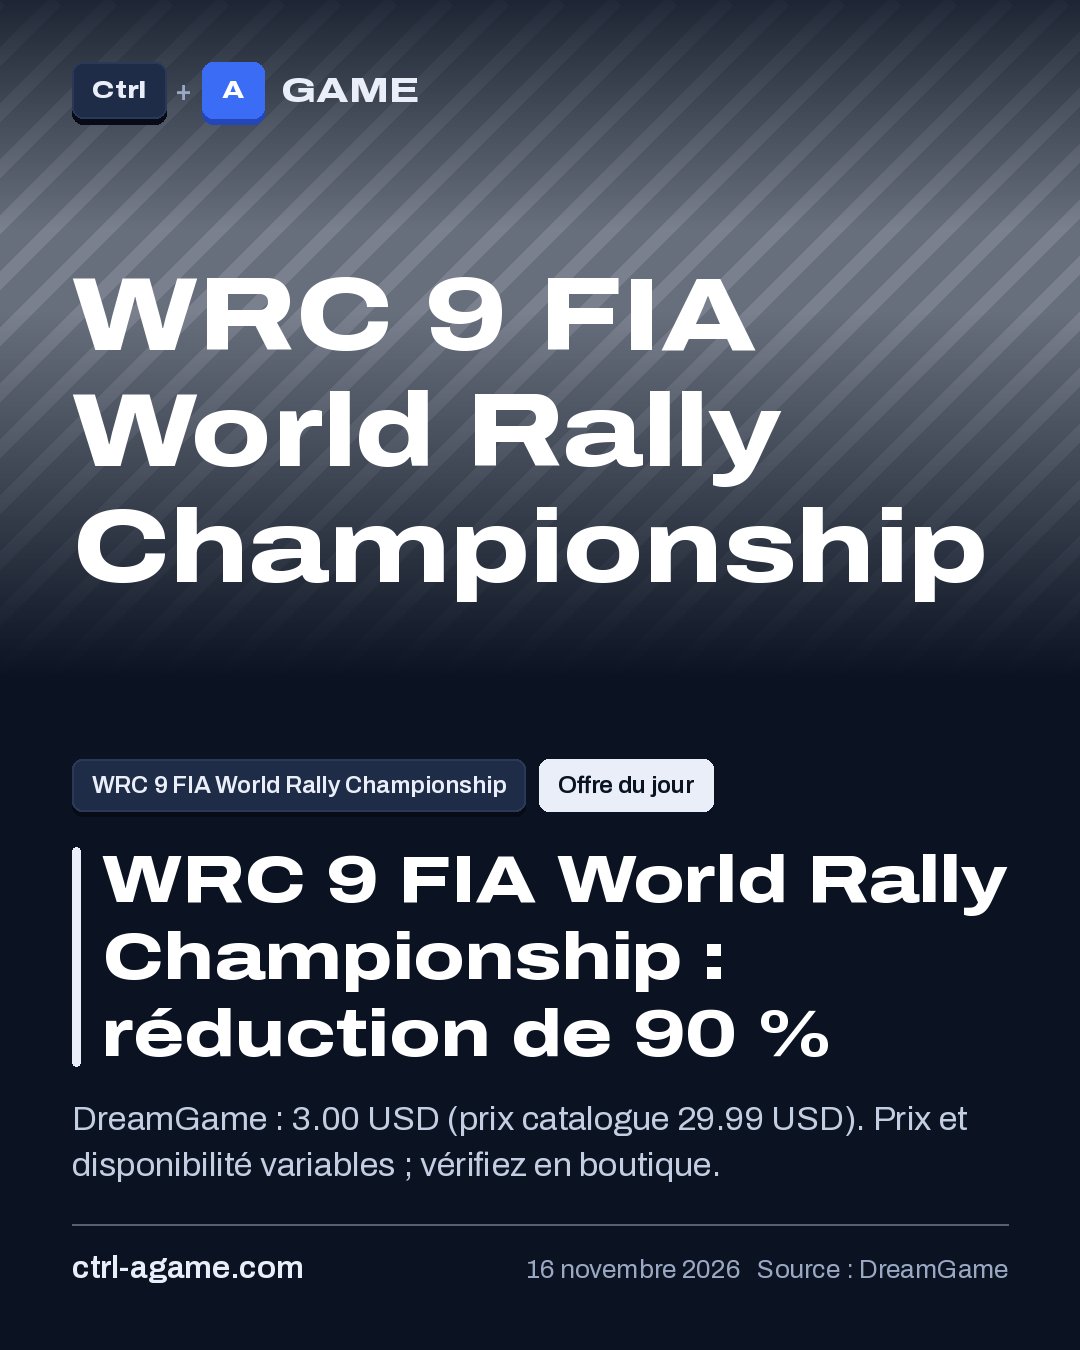 Ctrl + A GAME
WRC 9 FIA
World Rally
Championship
WRC 9 FIA World Rally Championship
Offre du jour
WRC 9 FIA World Rally
Championship :
réduction de 90 %
DreamGame : 3.00 USD (prix catalogue 29.99 USD). Prix et
disponibilité variables ; vérifiez en boutique.
ctrl-agame.com
16 novembre 2026 Source : DreamGame